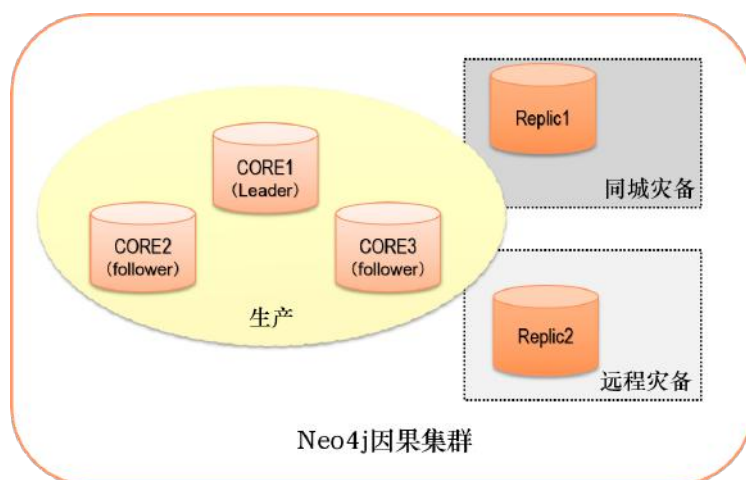 CORE1
(Leader)
CORE2
(follower)
CORE3
(follower)
生产
Replic1
同城灾备
Replic2
远程灾备
Neo4j因果集群